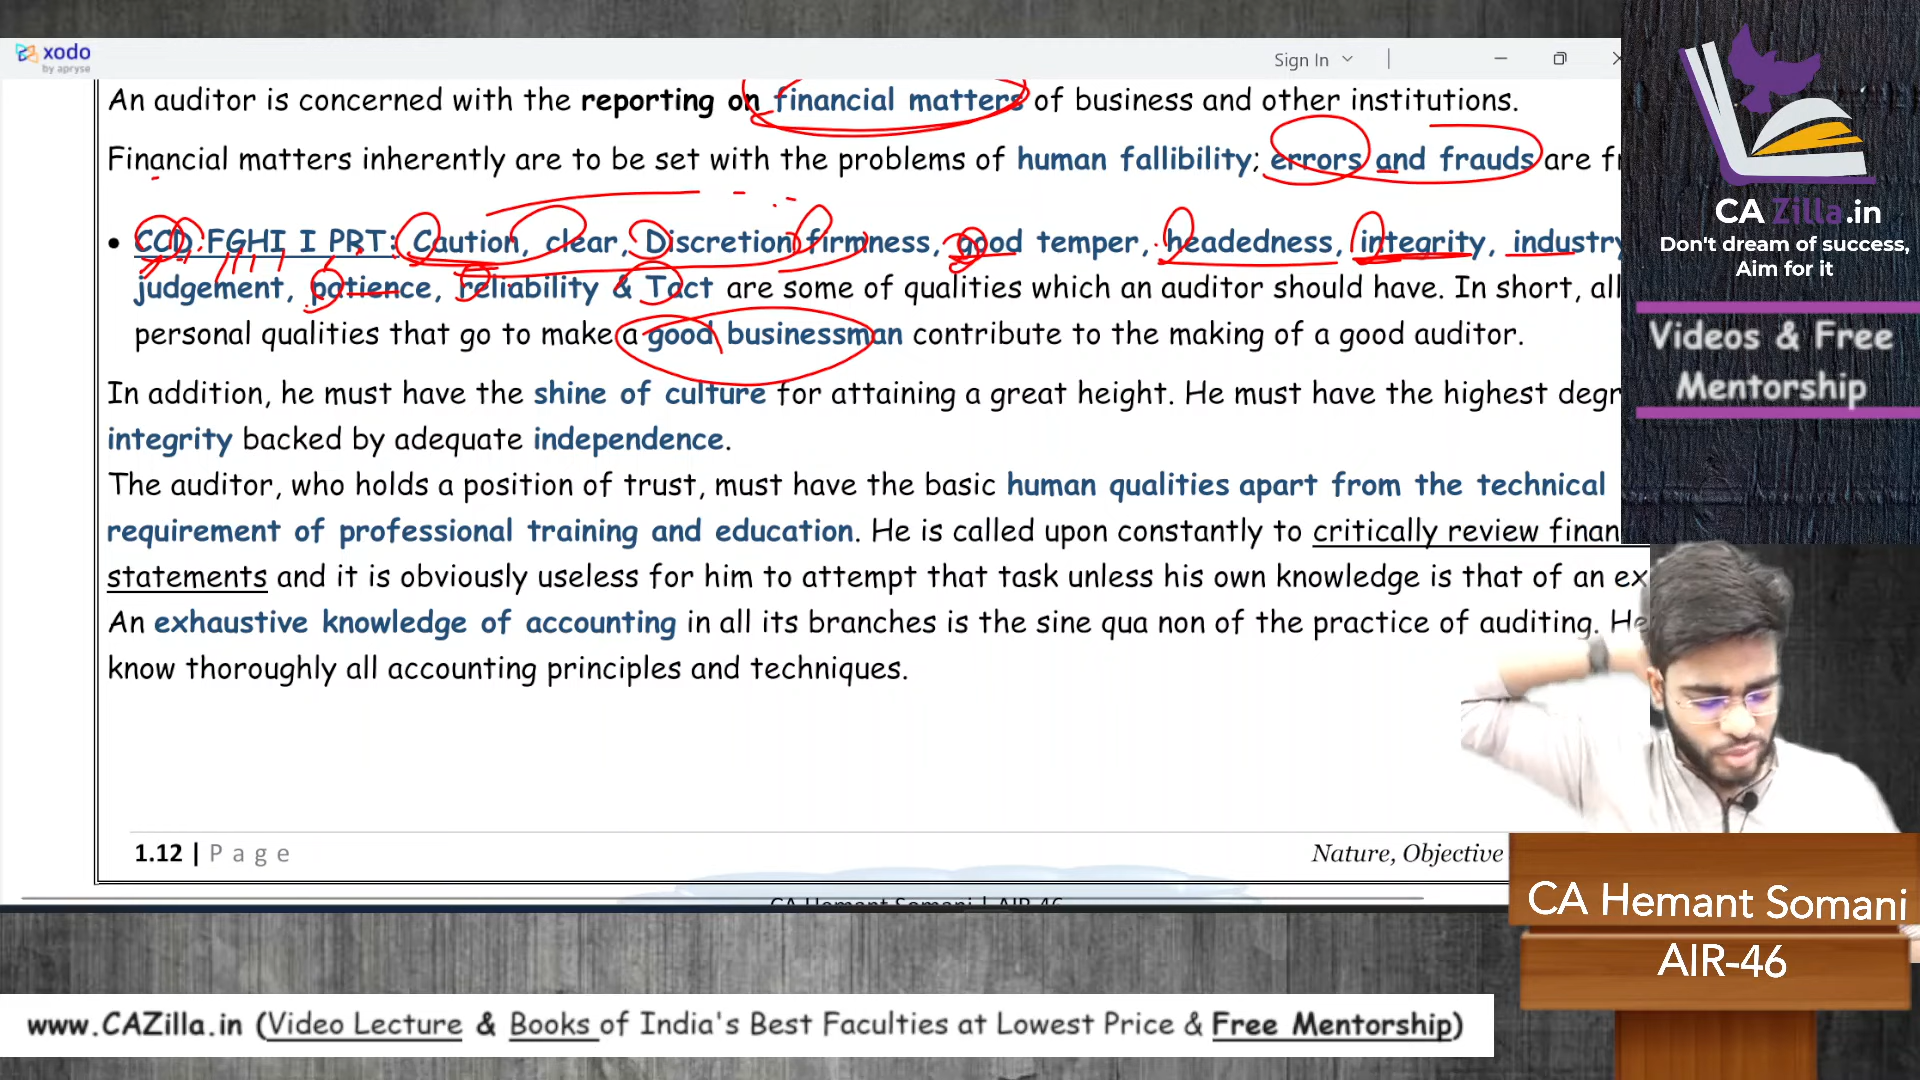 xodo
by apryse
Sign In
An auditor is concerned with the reporting on financial matters of business and other institutions.
Financial matters inherently are to be set with the problems of human fallibility; errors and frauds are
• CCD FGHI I PRT: Caution, clear, Discretion firmness, good temper, headedness, integrity, industry
judgement, patience, reliability & Tact are some of qualities which an auditor should have. In short, all
personal qualities that go to make a good businessman contribute to the making of a good auditor.
In addition, he must have the shine of culture for attaining a great height. He must have the highest
integrity backed by adequate independence.
The auditor, who holds a position of trust, must have the basic human qualities apart from the technical
requirement of professional training and education. He is called upon constantly to critically review
statements and it is obviously useless for him to attempt that task unless his own knowledge is that of an
An exhaustive knowledge of accounting in all its branches is the sine qua non of the practice of auditing. He
know thoroughly all accounting principles and techniques.
1.12 | Page
Nature, Objective
CA Hemant Somani | AIR-46
CA Zilla.in
Don't dream of success,
Aim for it
Videos & Free
Mentorship
CA Hemant Somani
AIR-46
www.CAZilla.in (Video Lecture & Books of India's Best Faculties at Lowest Price & Free Mentorship)